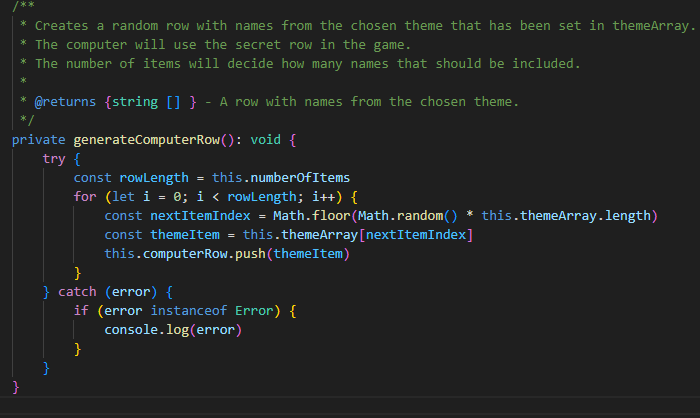 /**
 * Creates a random row with names from the chosen theme that has been set in themeArray.
 * The computer will use the secret row in the game.
 * The number of items will decide how many names that should be included.
 *
 * @returns {string [] } - A row with names from the chosen theme.
 */
private generateComputerRow(): void {
    try {
        const rowLength = this.numberOfItems
        for (let i = 0; i < rowLength; i++) {
            const nextItemIndex = Math.floor(Math.random() * this.themeArray.length)
            const themeItem = this.themeArray[nextItemIndex]
            this.computerRow.push(themeItem)
        }
    } catch (error) {
        if (error instanceof Error) {
            console.log(error)
        }
    }
}